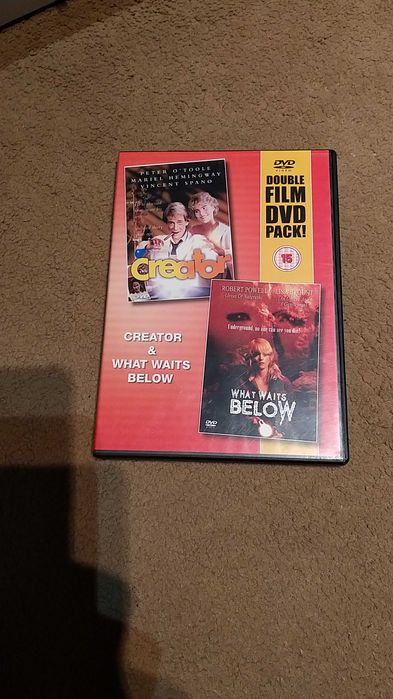 PETER O'TOOLE
MARIEL HEMINGWAY
VINCENT SPANO
creator
DVD
VIDEO
DOUBLE
FILM
DVD
PACK!
15
CREATOR
&
WHAT WAITS
BELOW
ROBERT POWELL
Underground, no one can see you die!
WHAT WAITS
BELOW
DVD